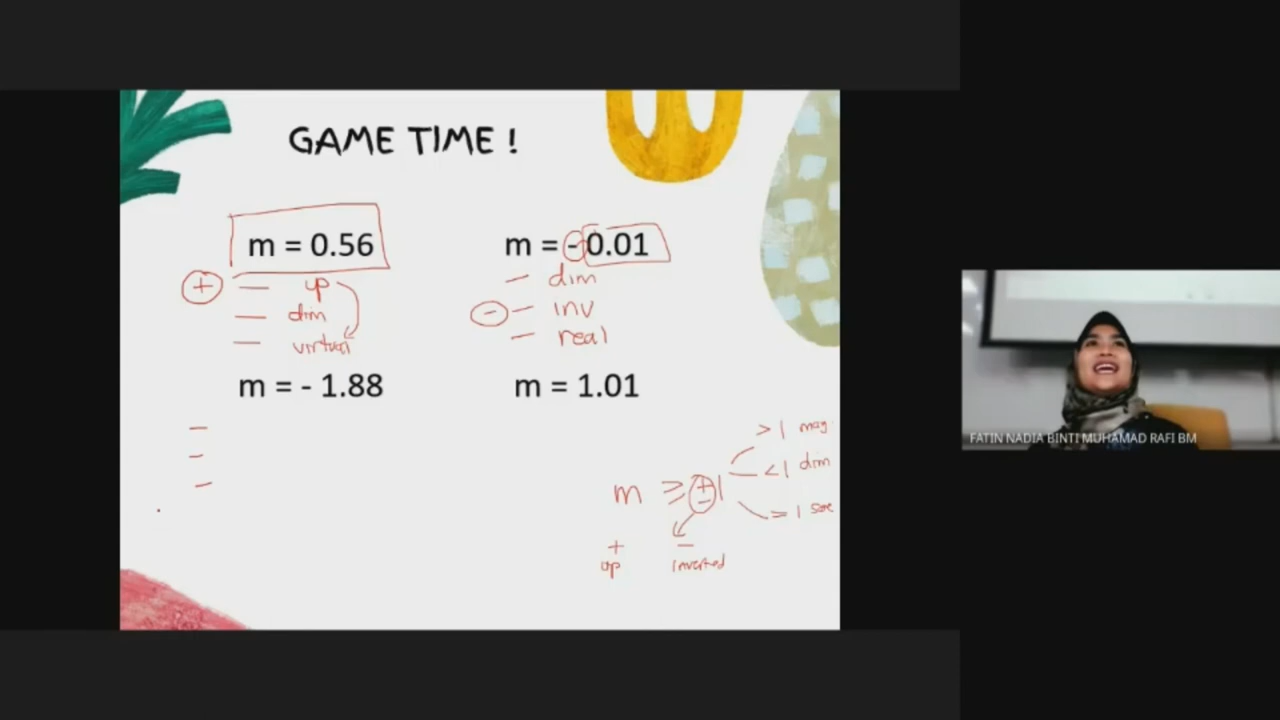 GAME TIME !
m = 0.56
+ — up
— dim
— virtual
m = - 0.01
— dim
- — inv
— real
m = - 1.88
—
—
—
m = 1.01
m ≥ ± 1
> 1 mag
< 1 dim
= 1
+ -
up inverted
FATIN NADIA BINTI MUHAMAD RAFI BM